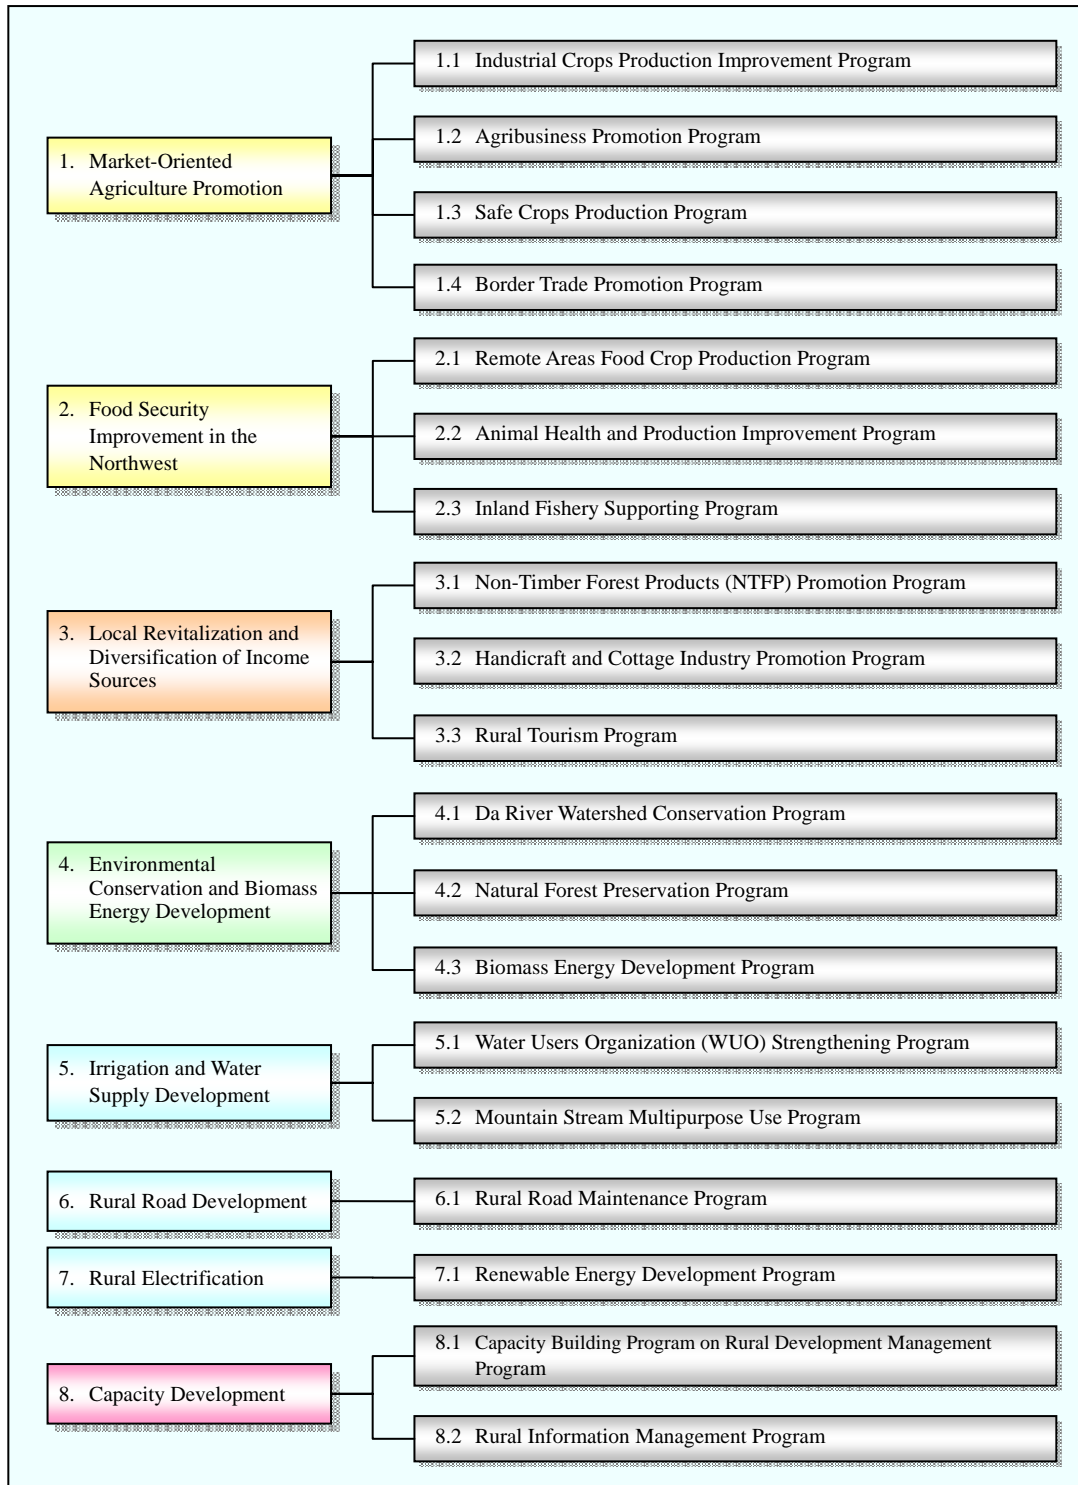 1. Market-Oriented
Agriculture Promotion
1.1 Industrial Crops Production Improvement Program
1.2 Agribusiness Promotion Program
1.3 Safe Crops Production Program
1.4 Border Trade Promotion Program
2. Food Security
Improvement in the
Northwest
2.1 Remote Areas Food Crop Production Program
2.2 Animal Health and Production Improvement Program
2.3 Inland Fishery Supporting Program
3. Local Revitalization and
Diversification of Income
Sources
3.1 Non-Timber Forest Products (NTFP) Promotion Program
3.2 Handicraft and Cottage Industry Promotion Program
3.3 Rural Tourism Program
4. Environmental
Conservation and Biomass
Energy Development
4.1 Da River Watershed Conservation Program
4.2 Natural Forest Preservation Program
4.3 Biomass Energy Development Program
5. Irrigation and Water
Supply Development
5.1 Water Users Organization (WUO) Strengthening Program
5.2 Mountain Stream Multipurpose Use Program
6. Rural Road Development
6.1 Rural Road Maintenance Program
7. Rural Electrification
7.1 Renewable Energy Development Program
8. Capacity Development
8.1 Capacity Building Program on Rural Development Management
Program
8.2 Rural Information Management Program